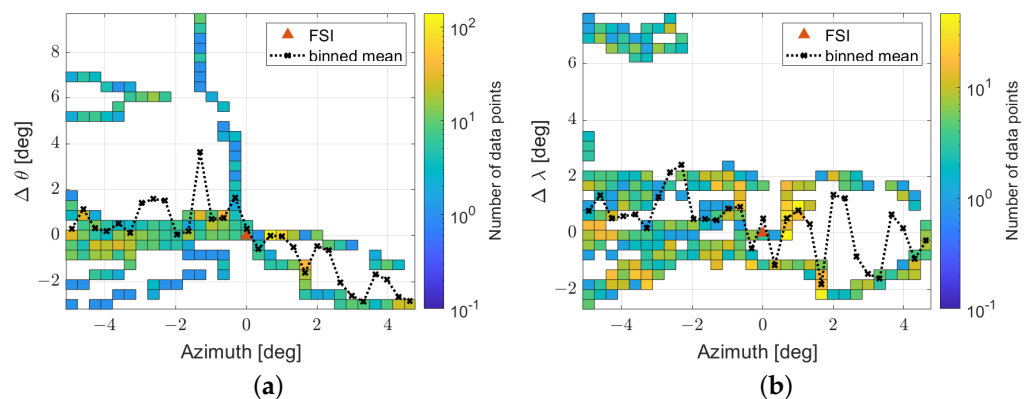 FSI
binned mean
8
6
4
2
0
−2
Δ θ [deg]
−4
−2
0
2
4
Azimuth [deg]
10^2
10^1
10^0
10^-1
Number of data points
(a)
FSI
binned mean
6
4
2
0
−2
Δ λ [deg]
−4
−2
0
2
4
Azimuth [deg]
10^1
10^0
10^-1
Number of data points
(b)